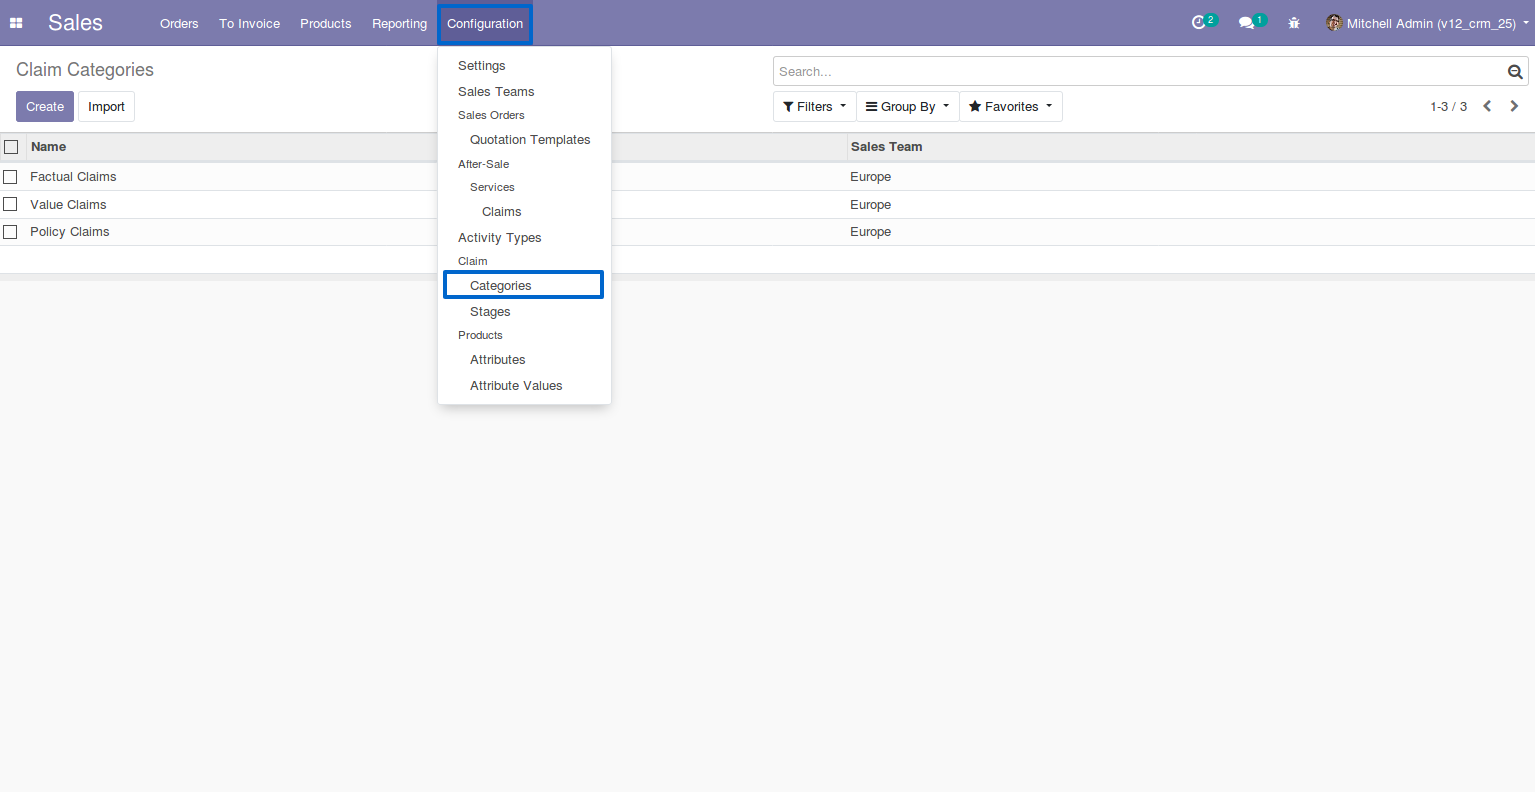 Sales Orders To Invoice Products Reporting Configuration 2 1 Mitchell Admin (v12_crm_25)
Claim Categories
Search...
Create Import
Filters Group By Favorites 1-3 / 3
Settings
Sales Teams
Sales Orders
Quotation Templates
After-Sale
Services
Claims
Activity Types
Claim
Categories
Stages
Products
Attributes
Attribute Values
Name Sales Team
Factual Claims Europe
Value Claims Europe
Policy Claims Europe